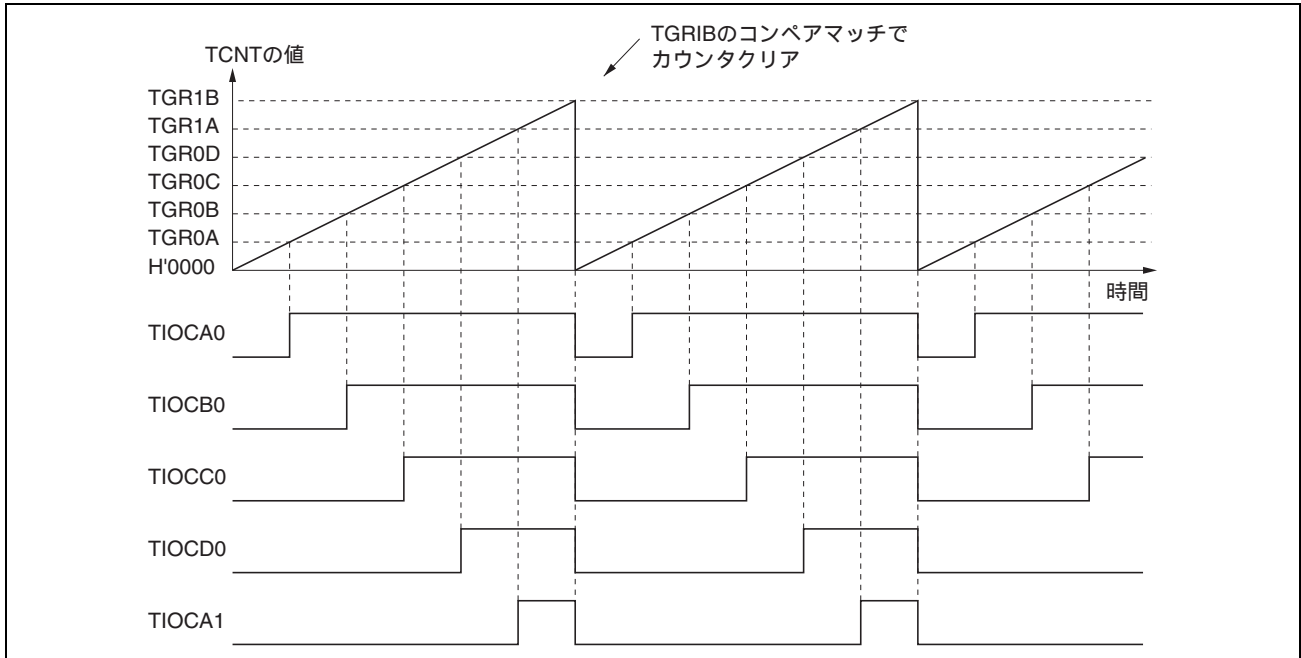 TGRIBのコンペアマッチで
カウンタクリア
TCNTの値
TGR1B
TGR1A
TGR0D
TGR0C
TGR0B
TGR0A
H'0000
時間
TIOCA0
TIOCB0
TIOCC0
TIOCD0
TIOCA1